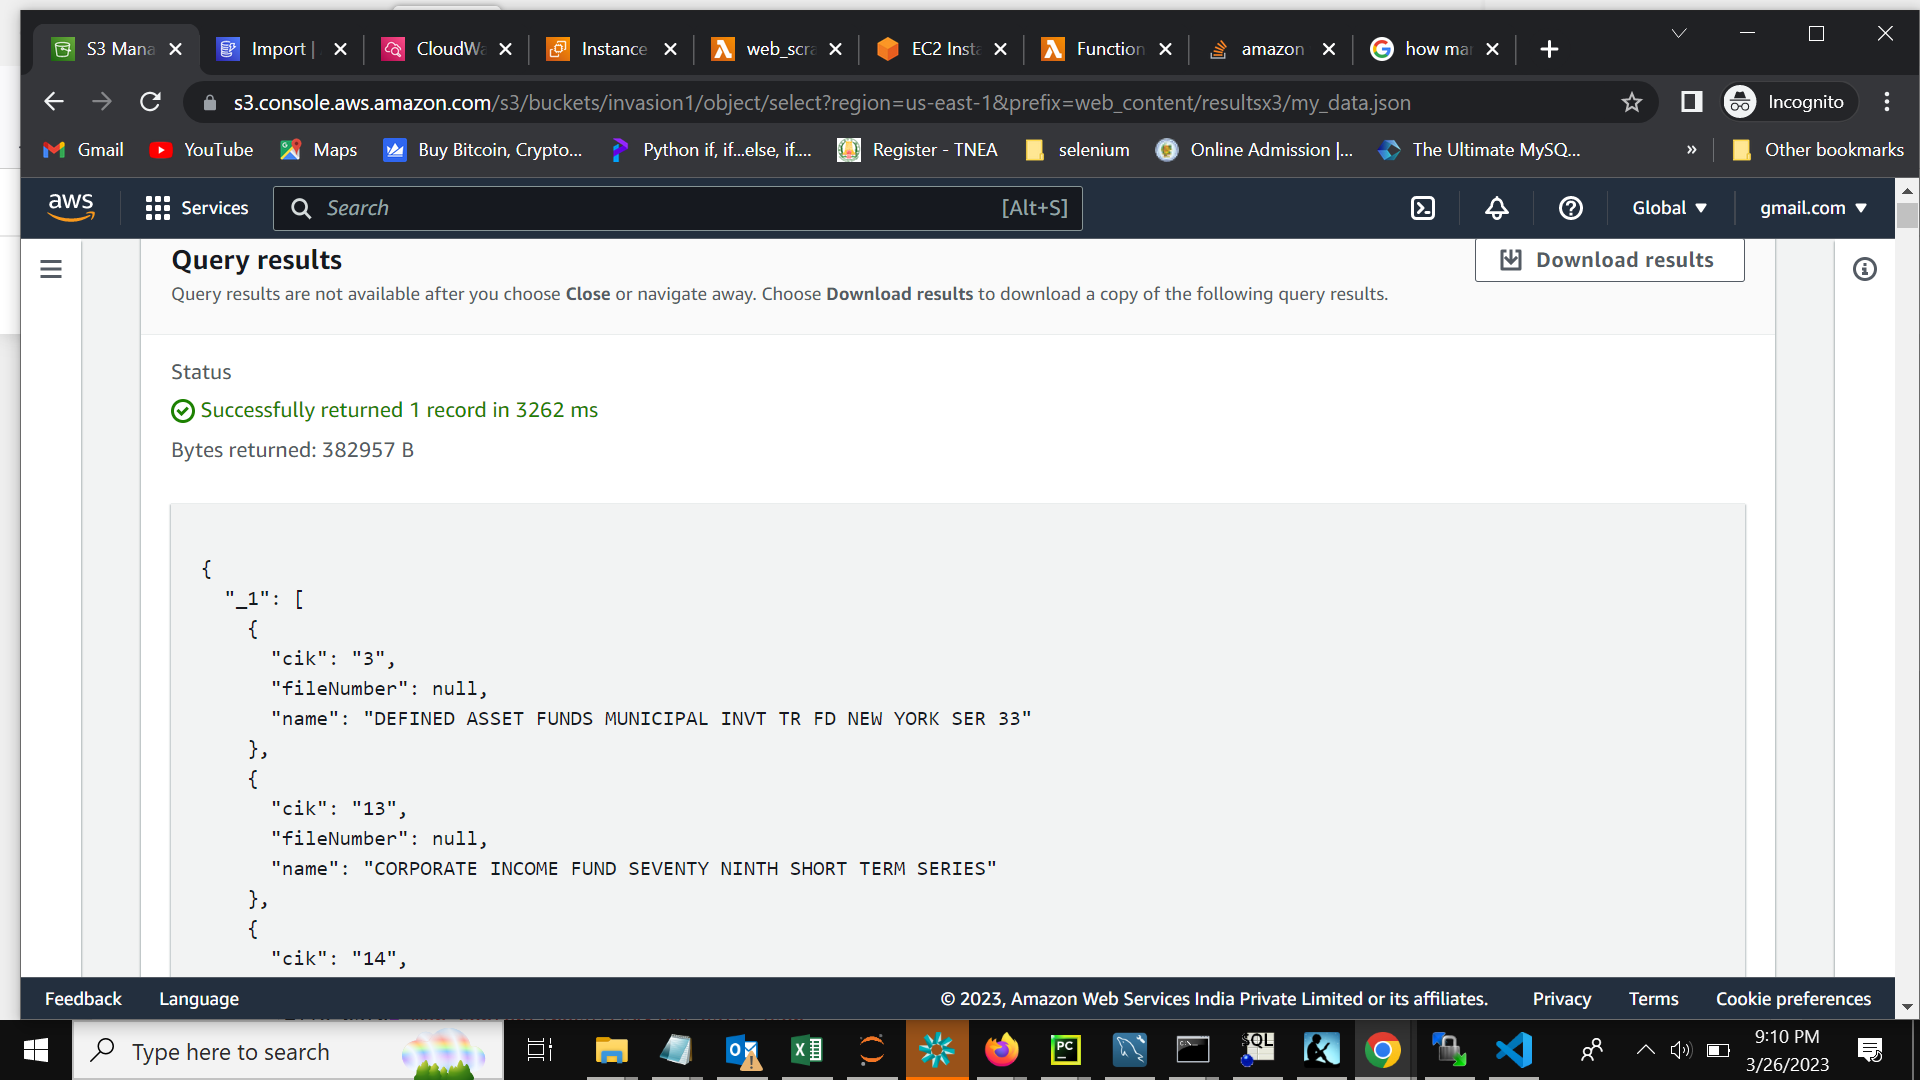 S3 Mana
Import |
CloudWa
Instance
web_scra
EC2 Insta
Function
amazon
how mar
s3.console.aws.amazon.com/s3/buckets/invasion1/object/select?region=us-east-1&prefix=web_content/resultsx3/my_data.json
Incognito
Gmail
YouTube
Maps
Buy Bitcoin, Crypto...
Python if, if...else, if....
Register - TNEA
selenium
Online Admission |...
The Ultimate MySQ...
»
Other bookmarks
aws
Services
Search
[Alt+S]
Global
gmail.com
Query results
Download results
Query results are not available after you choose Close or navigate away. Choose Download results to download a copy of the following query results.
Status
Successfully returned 1 record in 3262 ms
Bytes returned: 382957 B
{
"_1": [
{
"cik": "3",
"fileNumber": null,
"name": "DEFINED ASSET FUNDS MUNICIPAL INVT TR FD NEW YORK SER 33"
},
{
"cik": "13",
"fileNumber": null,
"name": "CORPORATE INCOME FUND SEVENTY NINTH SHORT TERM SERIES"
},
{
"cik": "14",
Feedback
Language
© 2023, Amazon Web Services India Private Limited or its affiliates.
Privacy
Terms
Cookie preferences
Type here to search
PC
SQL
9:10 PM
3/26/2023